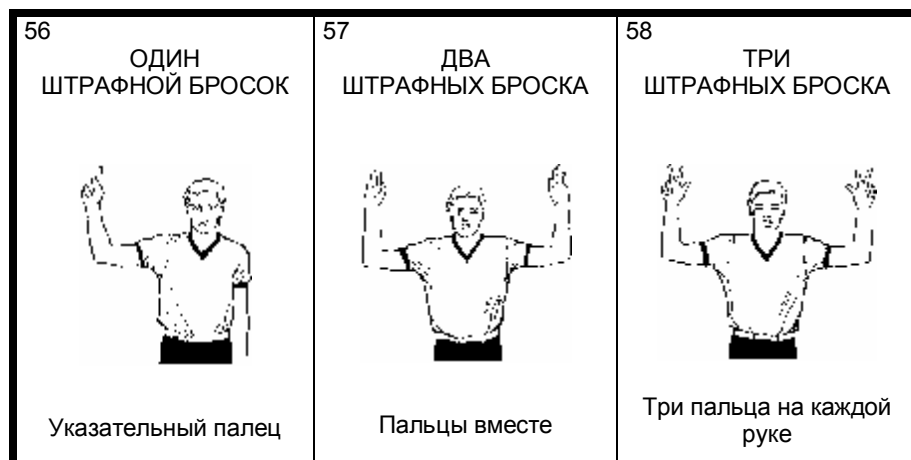 56
ОДИН
ШТРАФНОЙ БРОСОК
Указательный палец
57
ДВА
ШТРАФНЫХ БРОСКА
Пальцы вместе
58
ТРИ
ШТРАФНЫХ БРОСКА
Три пальца на каждой
руке